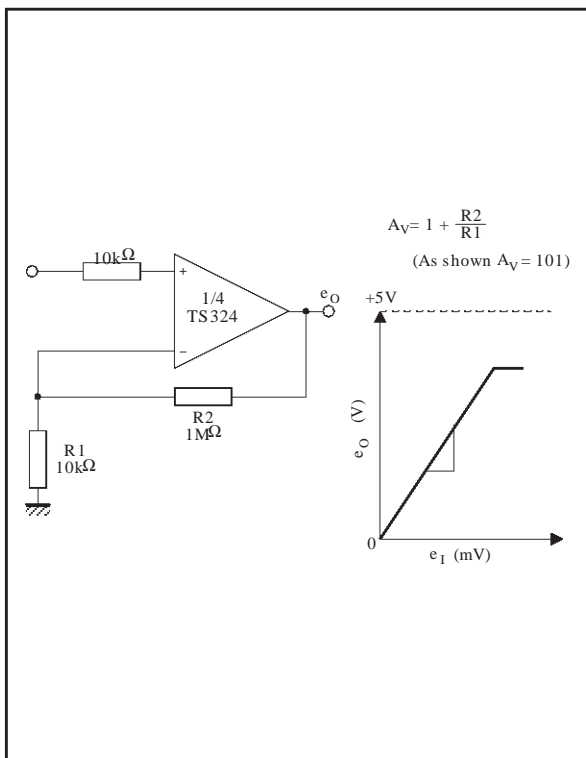 10kΩ
+
1/4
TS324
−
e_O
R2
1MΩ
R1
10kΩ
A_V = 1 + R2/R1
(As shown A_V = 101)
+5V
e_O (V)
0
e_I (mV)